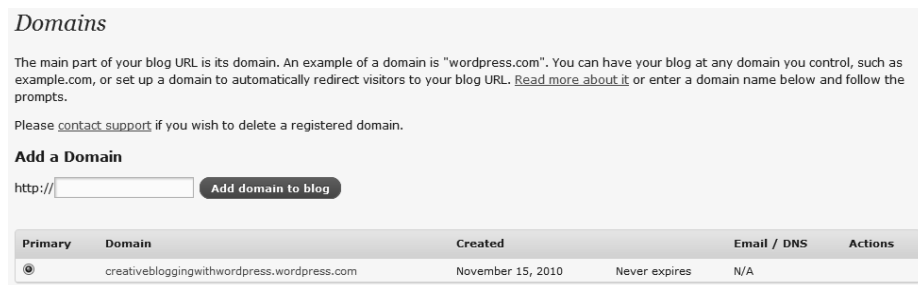 Domains
The main part of your blog URL is its domain. An example of a domain is "wordpress.com". You can have your blog at any domain you control, such as
example.com, or set up a domain to automatically redirect visitors to your blog URL. Read more about it or enter a domain name below and follow the
prompts.
Please contact support if you wish to delete a registered domain.
Add a Domain
http:// Add domain to blog
Primary Domain Created Email / DNS Actions
creativebloggingwithwordpress.wordpress.com November 15, 2010 Never expires N/A